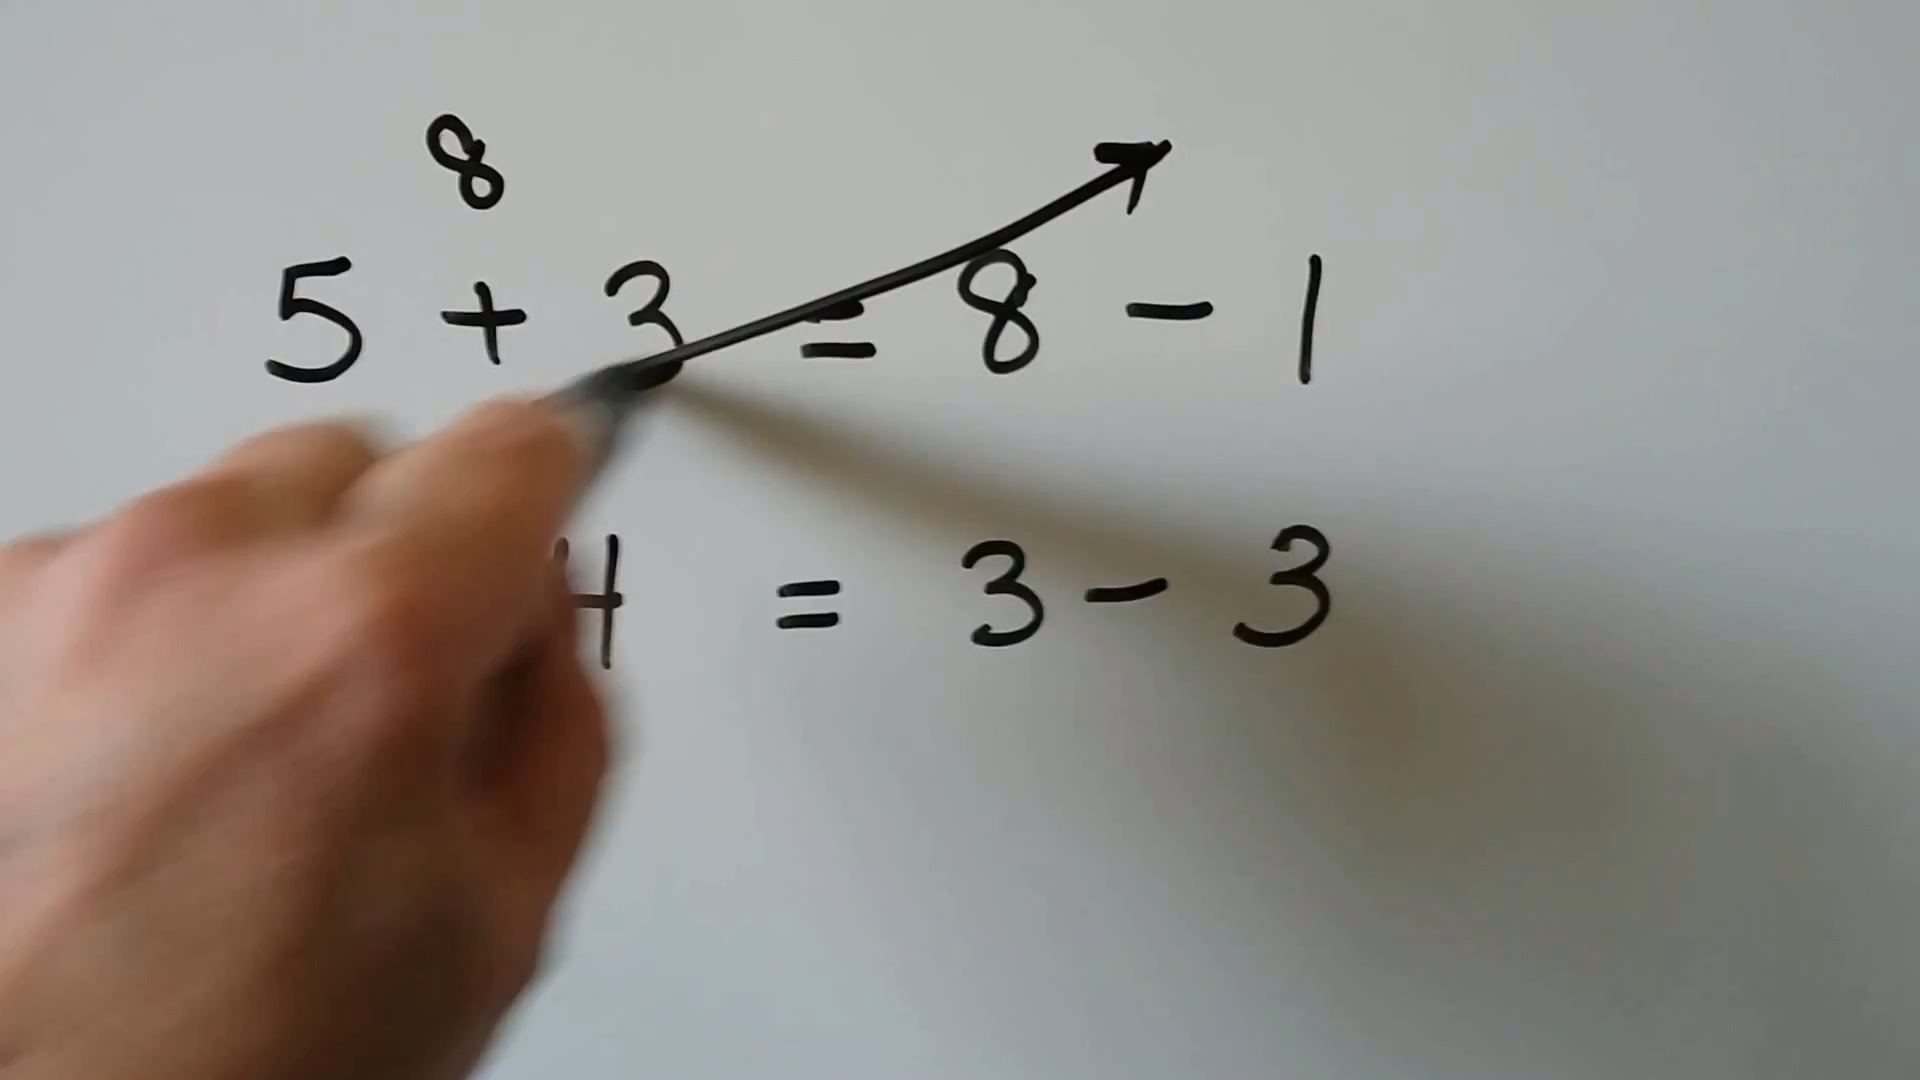 8
5 + 3 = 8 - 1
4 = 3 - 3